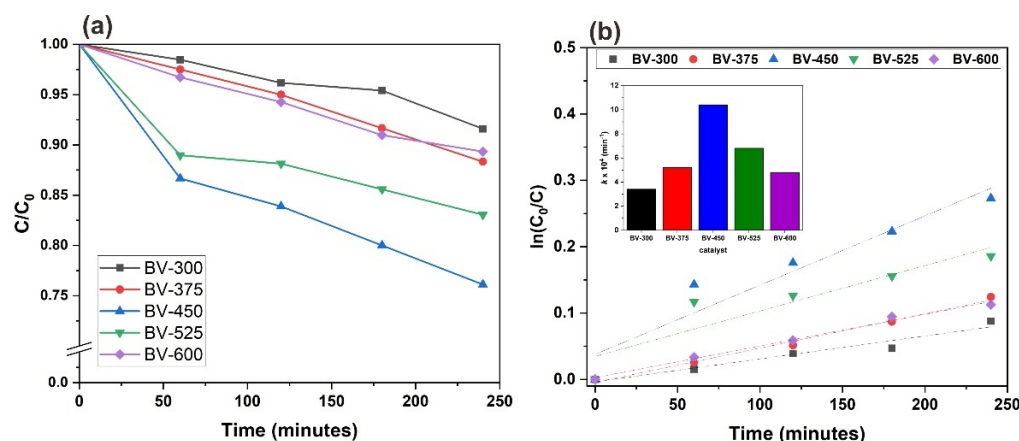 (a)
1.00
0.95
0.90
0.85
0.80
0.75
0.0
C/C₀
BV-300
BV-375
BV-450
BV-525
BV-600
0 50 100 150 200 250
Time (minutes)
(b)
0.5
0.4
0.3
0.2
0.1
0.0
ln(C₀/C)
BV-300 BV-375 BV-450 BV-525 BV-600
12
10
8
6
4
2
0
k x 10⁴ (min⁻¹)
BV-300 BV-375 BV-450 BV-525 BV-600
catalyst
0 50 100 150 200 250
Time (minutes)